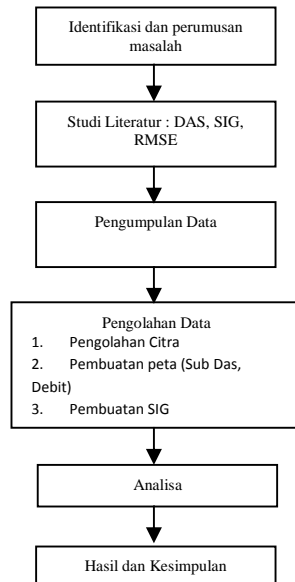 Identifikasi dan perumusan
masalah
Studi Literatur : DAS, SIG,
RMSE
Pengumpulan Data
Pengolahan Data
1. Pengolahan Citra
2. Pembuatan peta (Sub Das,
Debit)
3. Pembuatan SIG
Analisa
Hasil dan Kesimpulan